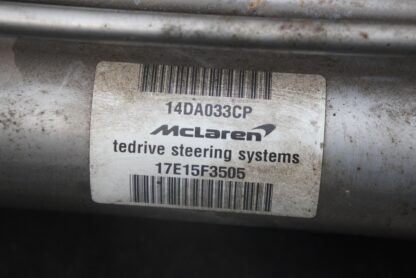 14DA033CP
McLaren
tedrive steering systems
17E15F3505